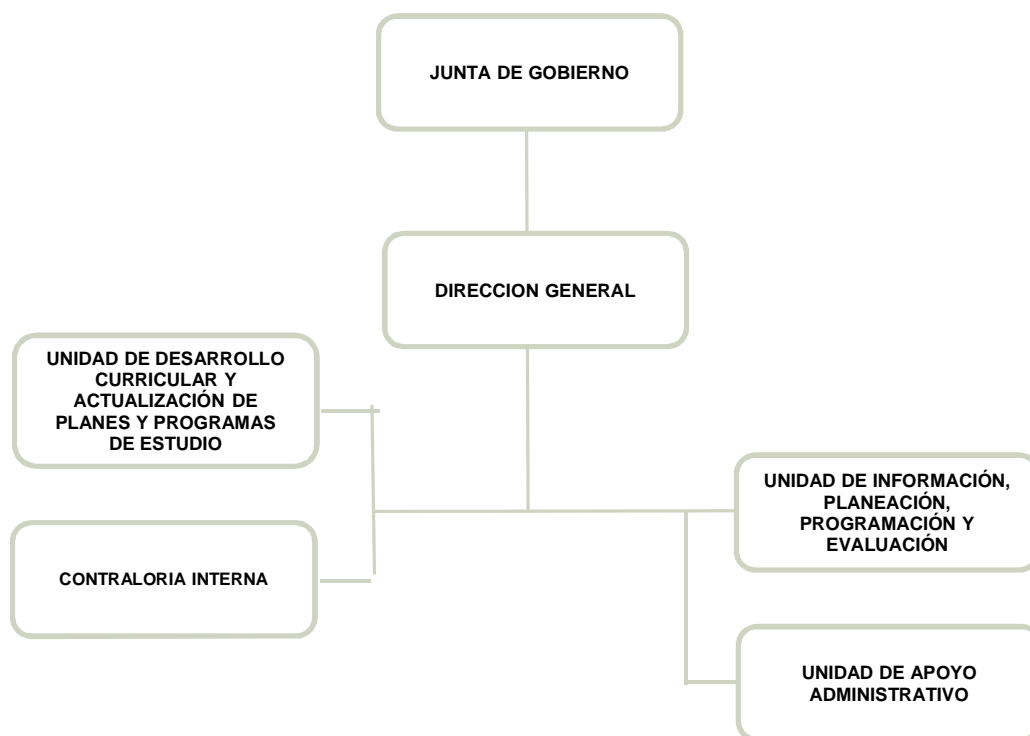 JUNTA DE GOBIERNO
DIRECCION GENERAL
UNIDAD DE DESARROLLO
CURRICULAR Y
ACTUALIZACIÓN DE
PLANES Y PROGRAMAS
DE ESTUDIO
UNIDAD DE INFORMACIÓN,
PLANEACIÓN,
PROGRAMACIÓN Y
EVALUACIÓN
CONTRALORIA INTERNA
UNIDAD DE APOYO
ADMINISTRATIVO